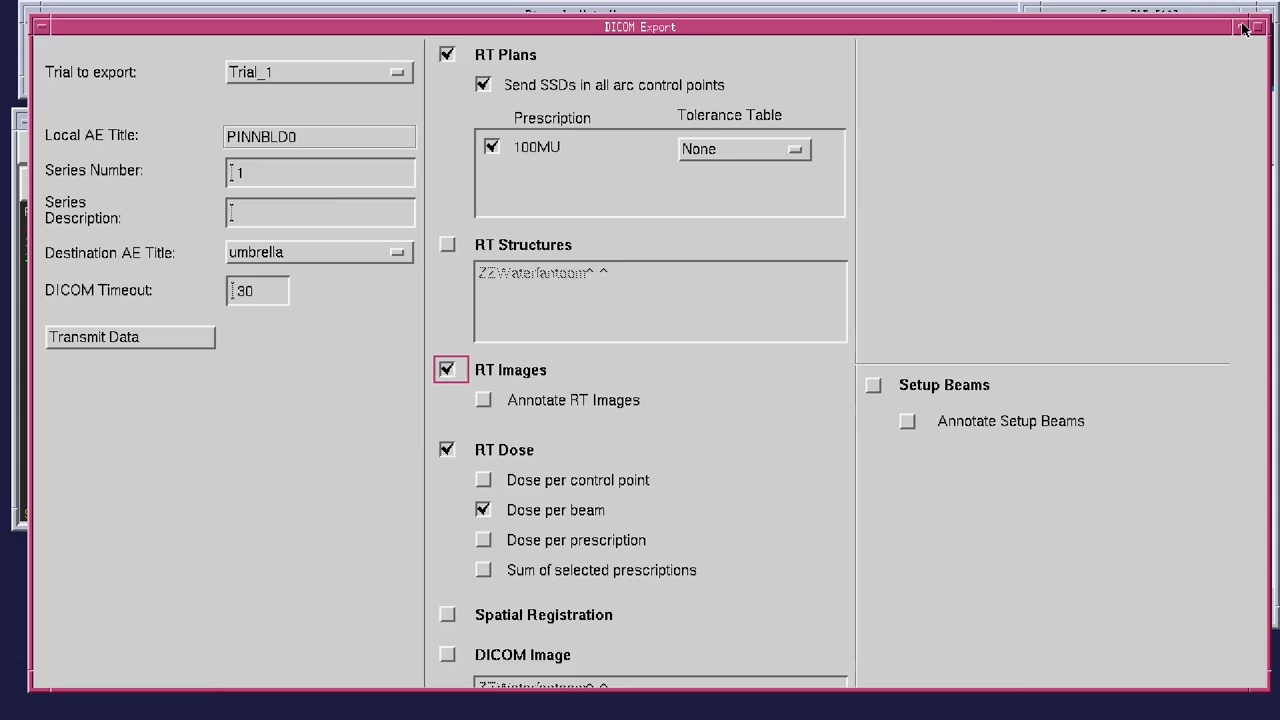 DICOM Export
Trial to export: Trial_1
Local AE Title: PINNBLD0
Series Number: 1
Series
Description:
Destination AE Title: umbrella
DICOM Timeout: 30
Transmit Data
RT Plans
Send SSDs in all arc control points
Prescription Tolerance Table
100MU None
RT Structures
ZZWaterfantoom^ ^
RT Images
Annotate RT Images
RT Dose
Dose per control point
Dose per beam
Dose per prescription
Sum of selected prescriptions
Spatial Registration
DICOM Image
ZZWaterfantoom^ ^
Setup Beams
Annotate Setup Beams